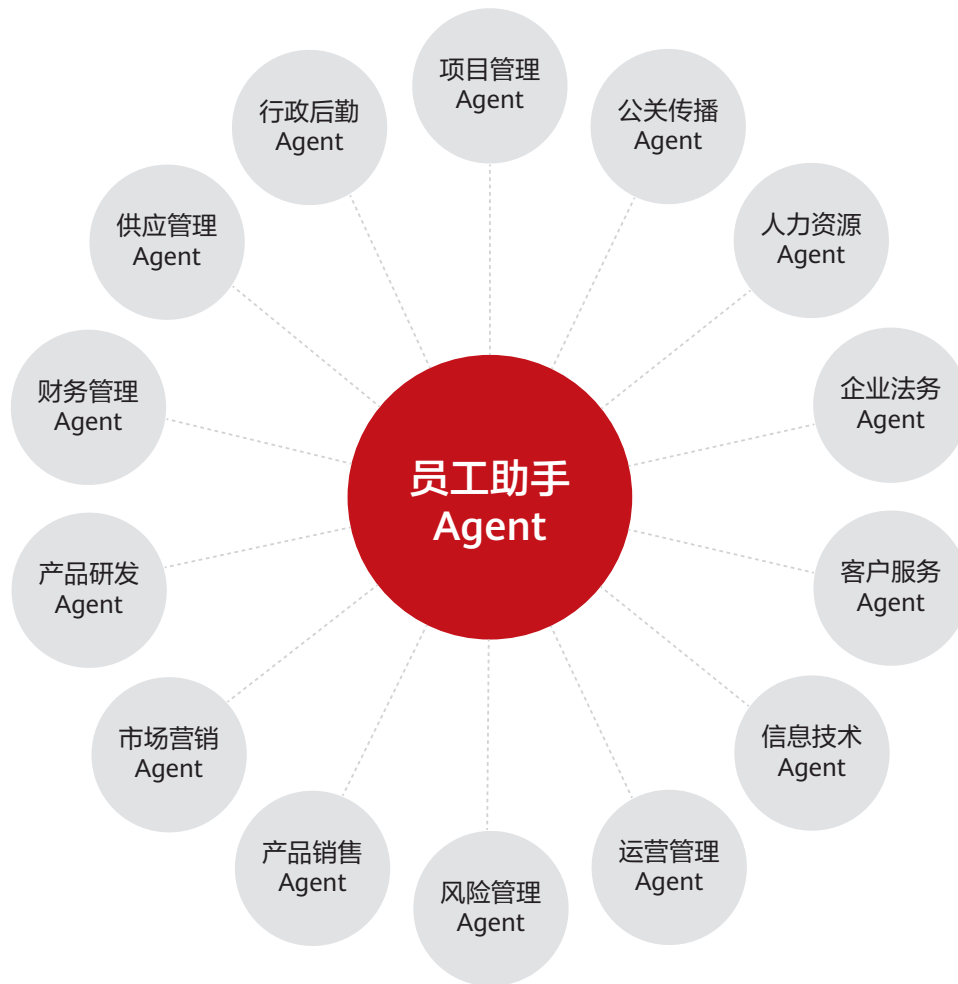 项目管理
Agent
公关传播
Agent
人力资源
Agent
企业法务
Agent
客户服务
Agent
信息技术
Agent
运营管理
Agent
风险管理
Agent
产品销售
Agent
市场营销
Agent
产品研发
Agent
财务管理
Agent
供应管理
Agent
行政后勤
Agent
员工助手
Agent